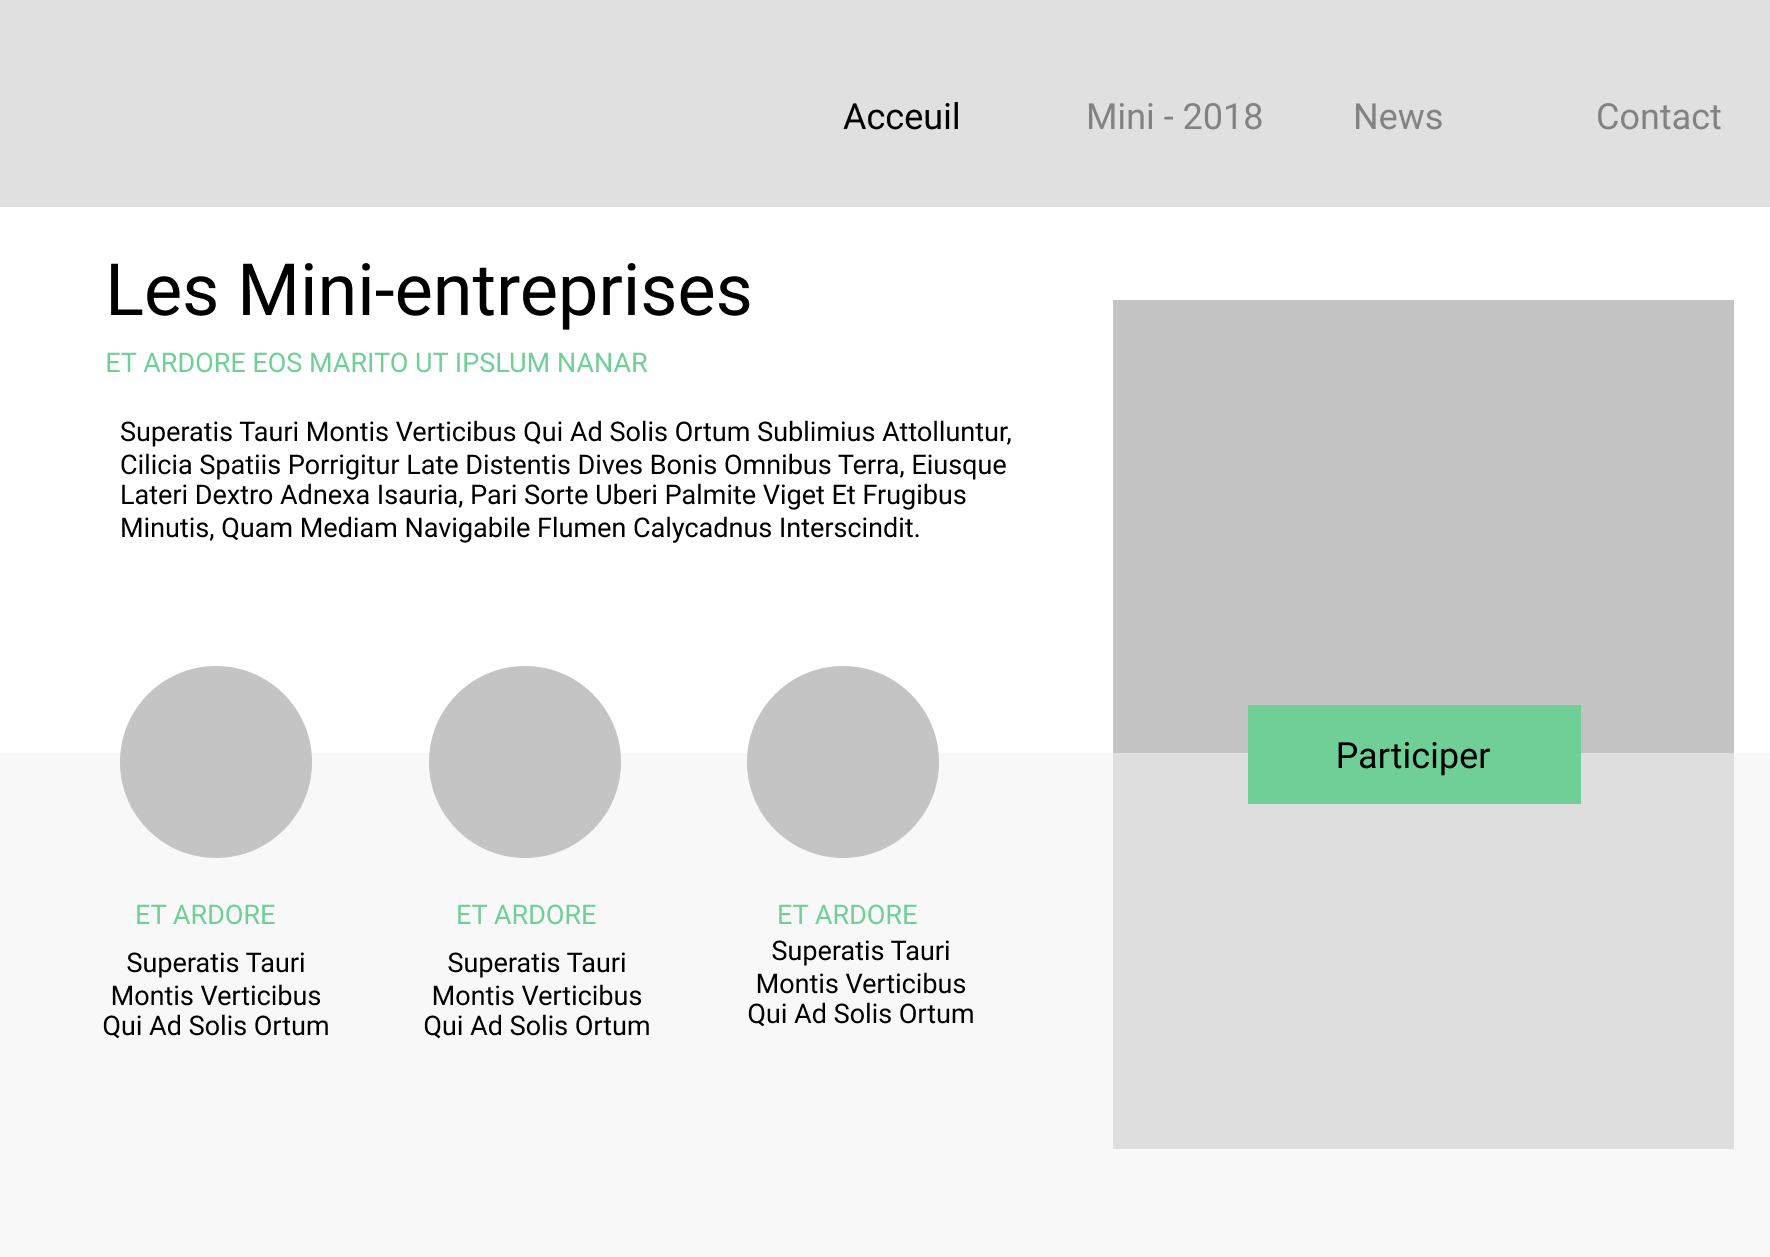 Acceuil
Mini - 2018
News
Contact
Les Mini-entreprises
ET ARDORE EOS MARITO UT IPSLUM NANAR
Superatis Tauri Montis Verticibus Qui Ad Solis Ortum Sublimius Attolluntur,
Cilicia Spatiis Porrigitur Late Distentis Dives Bonis Omnibus Terra, Eiusque
Lateri Dextro Adnexa Isauria, Pari Sorte Uberi Palmite Viget Et Frugibus
Minutis, Quam Mediam Navigabile Flumen Calycadnus Interscindit.
Participer
ET ARDORE
Superatis Tauri
Montis Verticibus
Qui Ad Solis Ortum
ET ARDORE
Superatis Tauri
Montis Verticibus
Qui Ad Solis Ortum
ET ARDORE
Superatis Tauri
Montis Verticibus
Qui Ad Solis Ortum